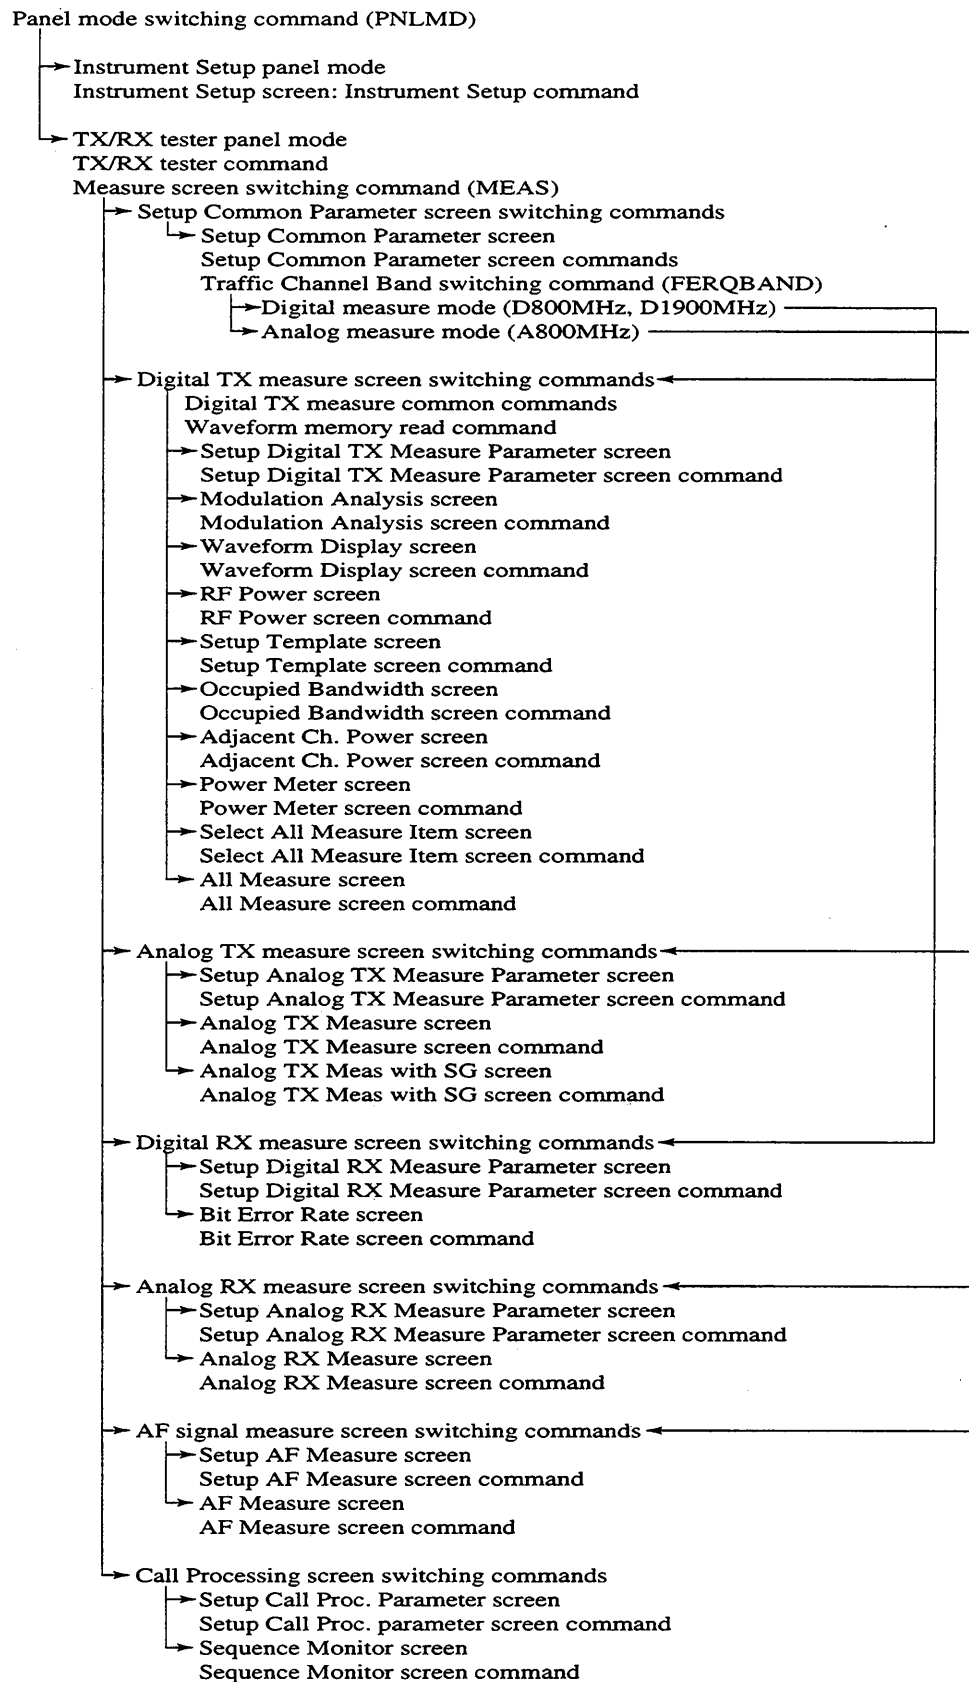 Panel mode switching command (PNLMD)
Instrument Setup panel mode
Instrument Setup screen: Instrument Setup command
TX/RX tester panel mode
TX/RX tester command
Measure screen switching command (MEAS)
Setup Common Parameter screen switching commands
Setup Common Parameter screen
Setup Common Parameter screen commands
Traffic Channel Band switching command (FERQBAND)
Digital measure mode (D800MHz, D1900MHz)
Analog measure mode (A800MHz)
Digital TX measure screen switching commands
Digital TX measure common commands
Waveform memory read command
Setup Digital TX Measure Parameter screen
Setup Digital TX Measure Parameter screen command
Modulation Analysis screen
Modulation Analysis screen command
Waveform Display screen
Waveform Display screen command
RF Power screen
RF Power screen command
Setup Template screen
Setup Template screen command
Occupied Bandwidth screen
Occupied Bandwidth screen command
Adjacent Ch. Power screen
Adjacent Ch. Power screen command
Power Meter screen
Power Meter screen command
Select All Measure Item screen
Select All Measure Item screen command
All Measure screen
All Measure screen command
Analog TX measure screen switching commands
Setup Analog TX Measure Parameter screen
Setup Analog TX Measure Parameter screen command
Analog TX Measure screen
Analog TX Measure screen command
Analog TX Meas with SG screen
Analog TX Meas with SG screen command
Digital RX measure screen switching commands
Setup Digital RX Measure Parameter screen
Setup Digital RX Measure Parameter screen command
Bit Error Rate screen
Bit Error Rate screen command
Analog RX measure screen switching commands
Setup Analog RX Measure Parameter screen
Setup Analog RX Measure Parameter screen command
Analog RX Measure screen
Analog RX Measure screen command
AF signal measure screen switching commands
Setup AF Measure screen
Setup AF Measure screen command
AF Measure screen
AF Measure screen command
Call Processing screen switching commands
Setup Call Proc. Parameter screen
Setup Call Proc. parameter screen command
Sequence Monitor screen
Sequence Monitor screen command